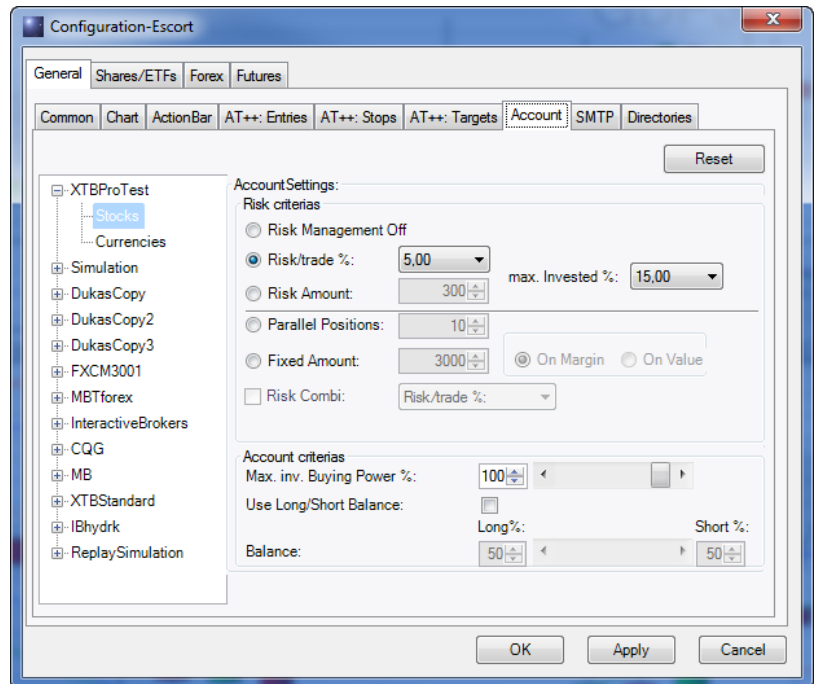 Configuration-Escort
General Shares/ETFs Forex Futures
Common Chart ActionBar AT++: Entries AT++: Stops AT++: Targets Account SMTP Directories
Reset
XTBProTest
Stocks
Currencies
Simulation
DukasCopy
DukasCopy2
DukasCopy3
FXCM3001
MBTforex
InteractiveBrokers
CQG
MB
XTBStandard
IBhydrk
ReplaySimulation
AccountSettings:
Risk criterias
Risk Management Off
Risk/trade %: 5,00
max. Invested %: 15,00
Risk Amount: 300
Parallel Positions: 10
Fixed Amount: 3000 On Margin On Value
Risk Combi: Risk/trade %:
Account criterias
Max. inv. Buying Power %: 100
Use Long/Short Balance:
Long%: Short %:
Balance: 50 50
OK Apply Cancel